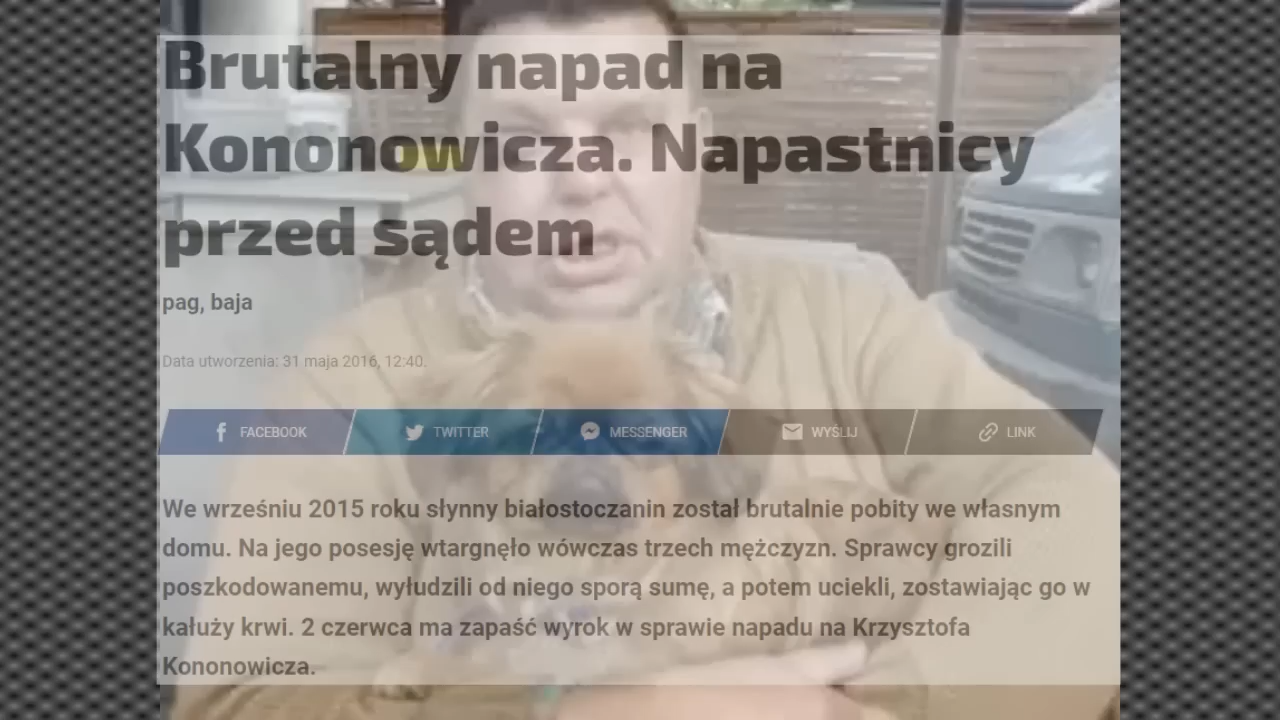 Brutalny napad na
Kononowicza. Napastnicy
przed sądem
pag, baja
Data utworzenia: 31 maja 2016, 12:40.
FACEBOOK TWITTER MESSENGER WYŚLIJ LINK
We wrześniu 2015 roku słynny białostoczanin został brutalnie pobity we własnym
domu. Na jego posesję wtargnęło wówczas trzech mężczyzn. Sprawcy grozili
poszkodowanemu, wyłudzili od niego sporą sumę, a potem uciekli, zostawiając go w
kałuży krwi. 2 czerwca ma zapaść wyrok w sprawie napadu na Krzysztofa
Kononowicza.